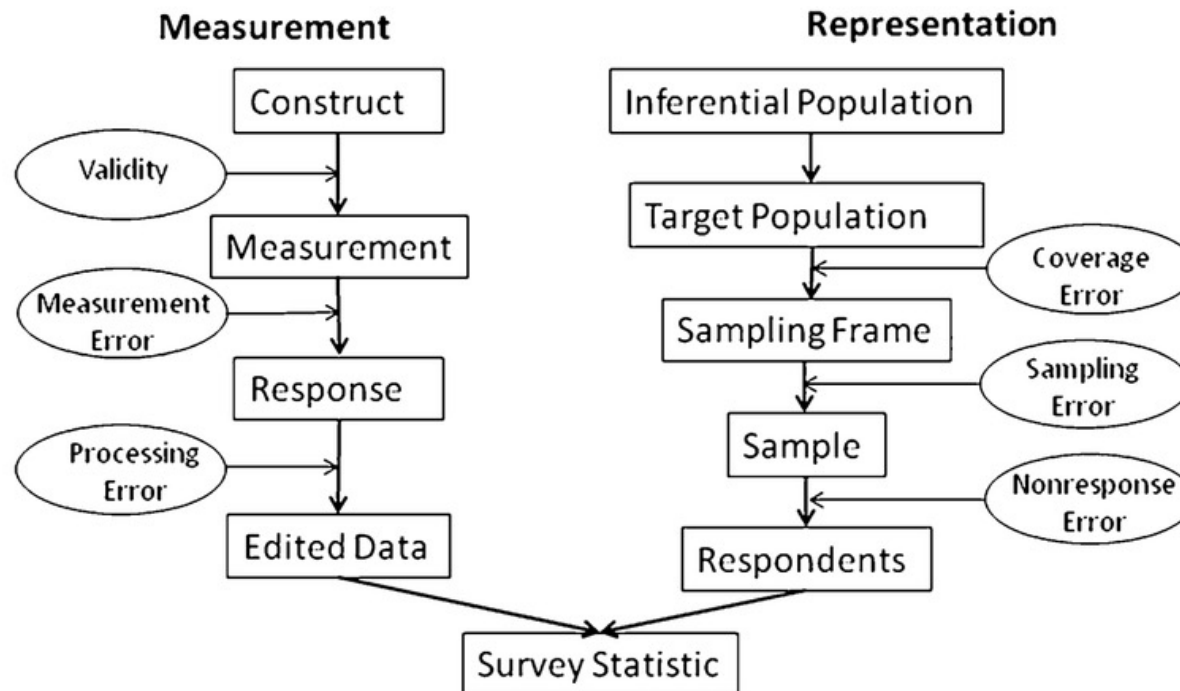 Measurement
Representation
Construct
Inferential Population
Validity
Target Population
Measurement
Coverage
Error
Measurement
Error
Sampling Frame
Response
Sampling
Error
Sample
Processing
Error
Nonresponse
Error
Edited Data
Respondents
Survey Statistic